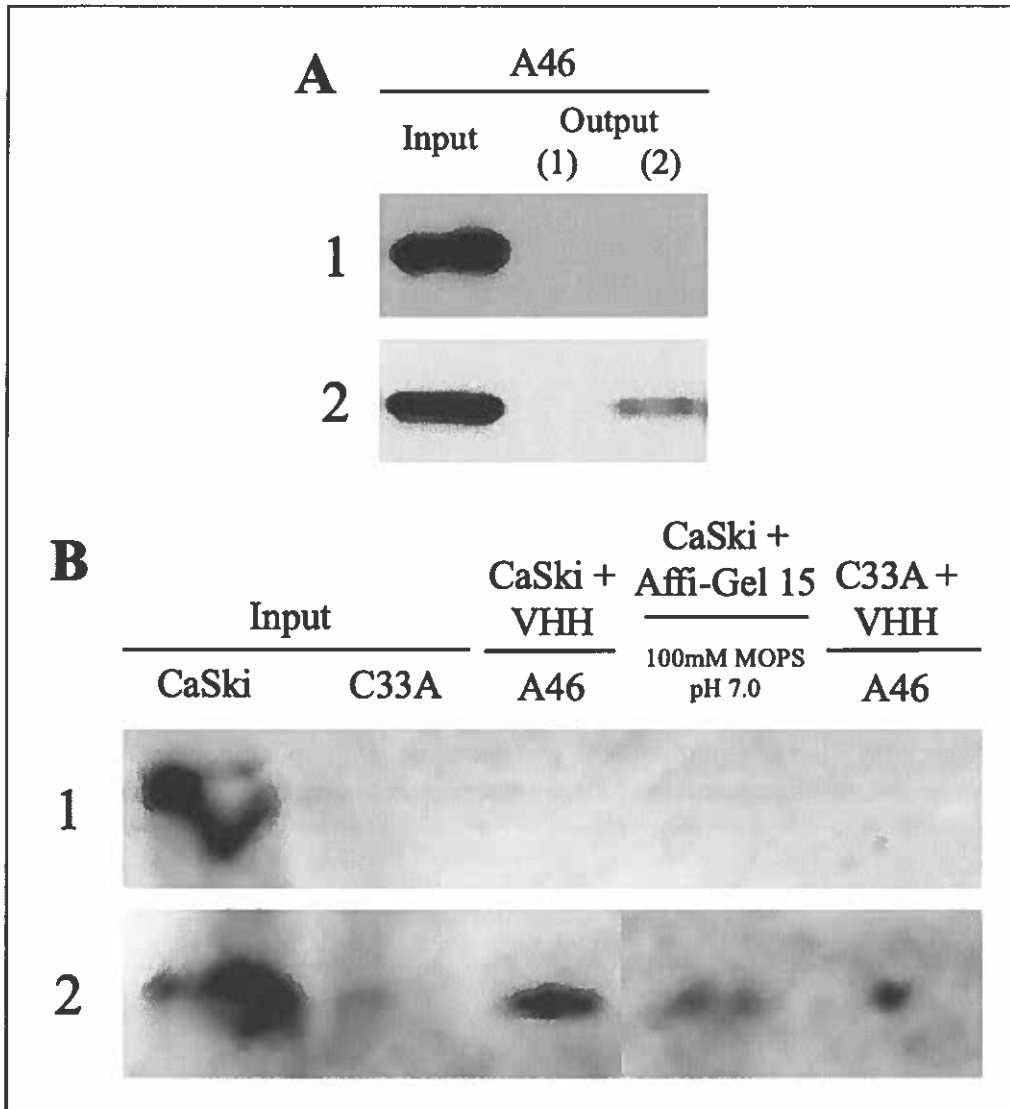 A
A46
Input
Output
(1) (2)
1
2
B
Input
CaSki +
VHH
CaSki +
Affi-Gel 15
C33A +
VHH
CaSki
C33A
A46
100mM MOPS
pH 7.0
A46
1
2